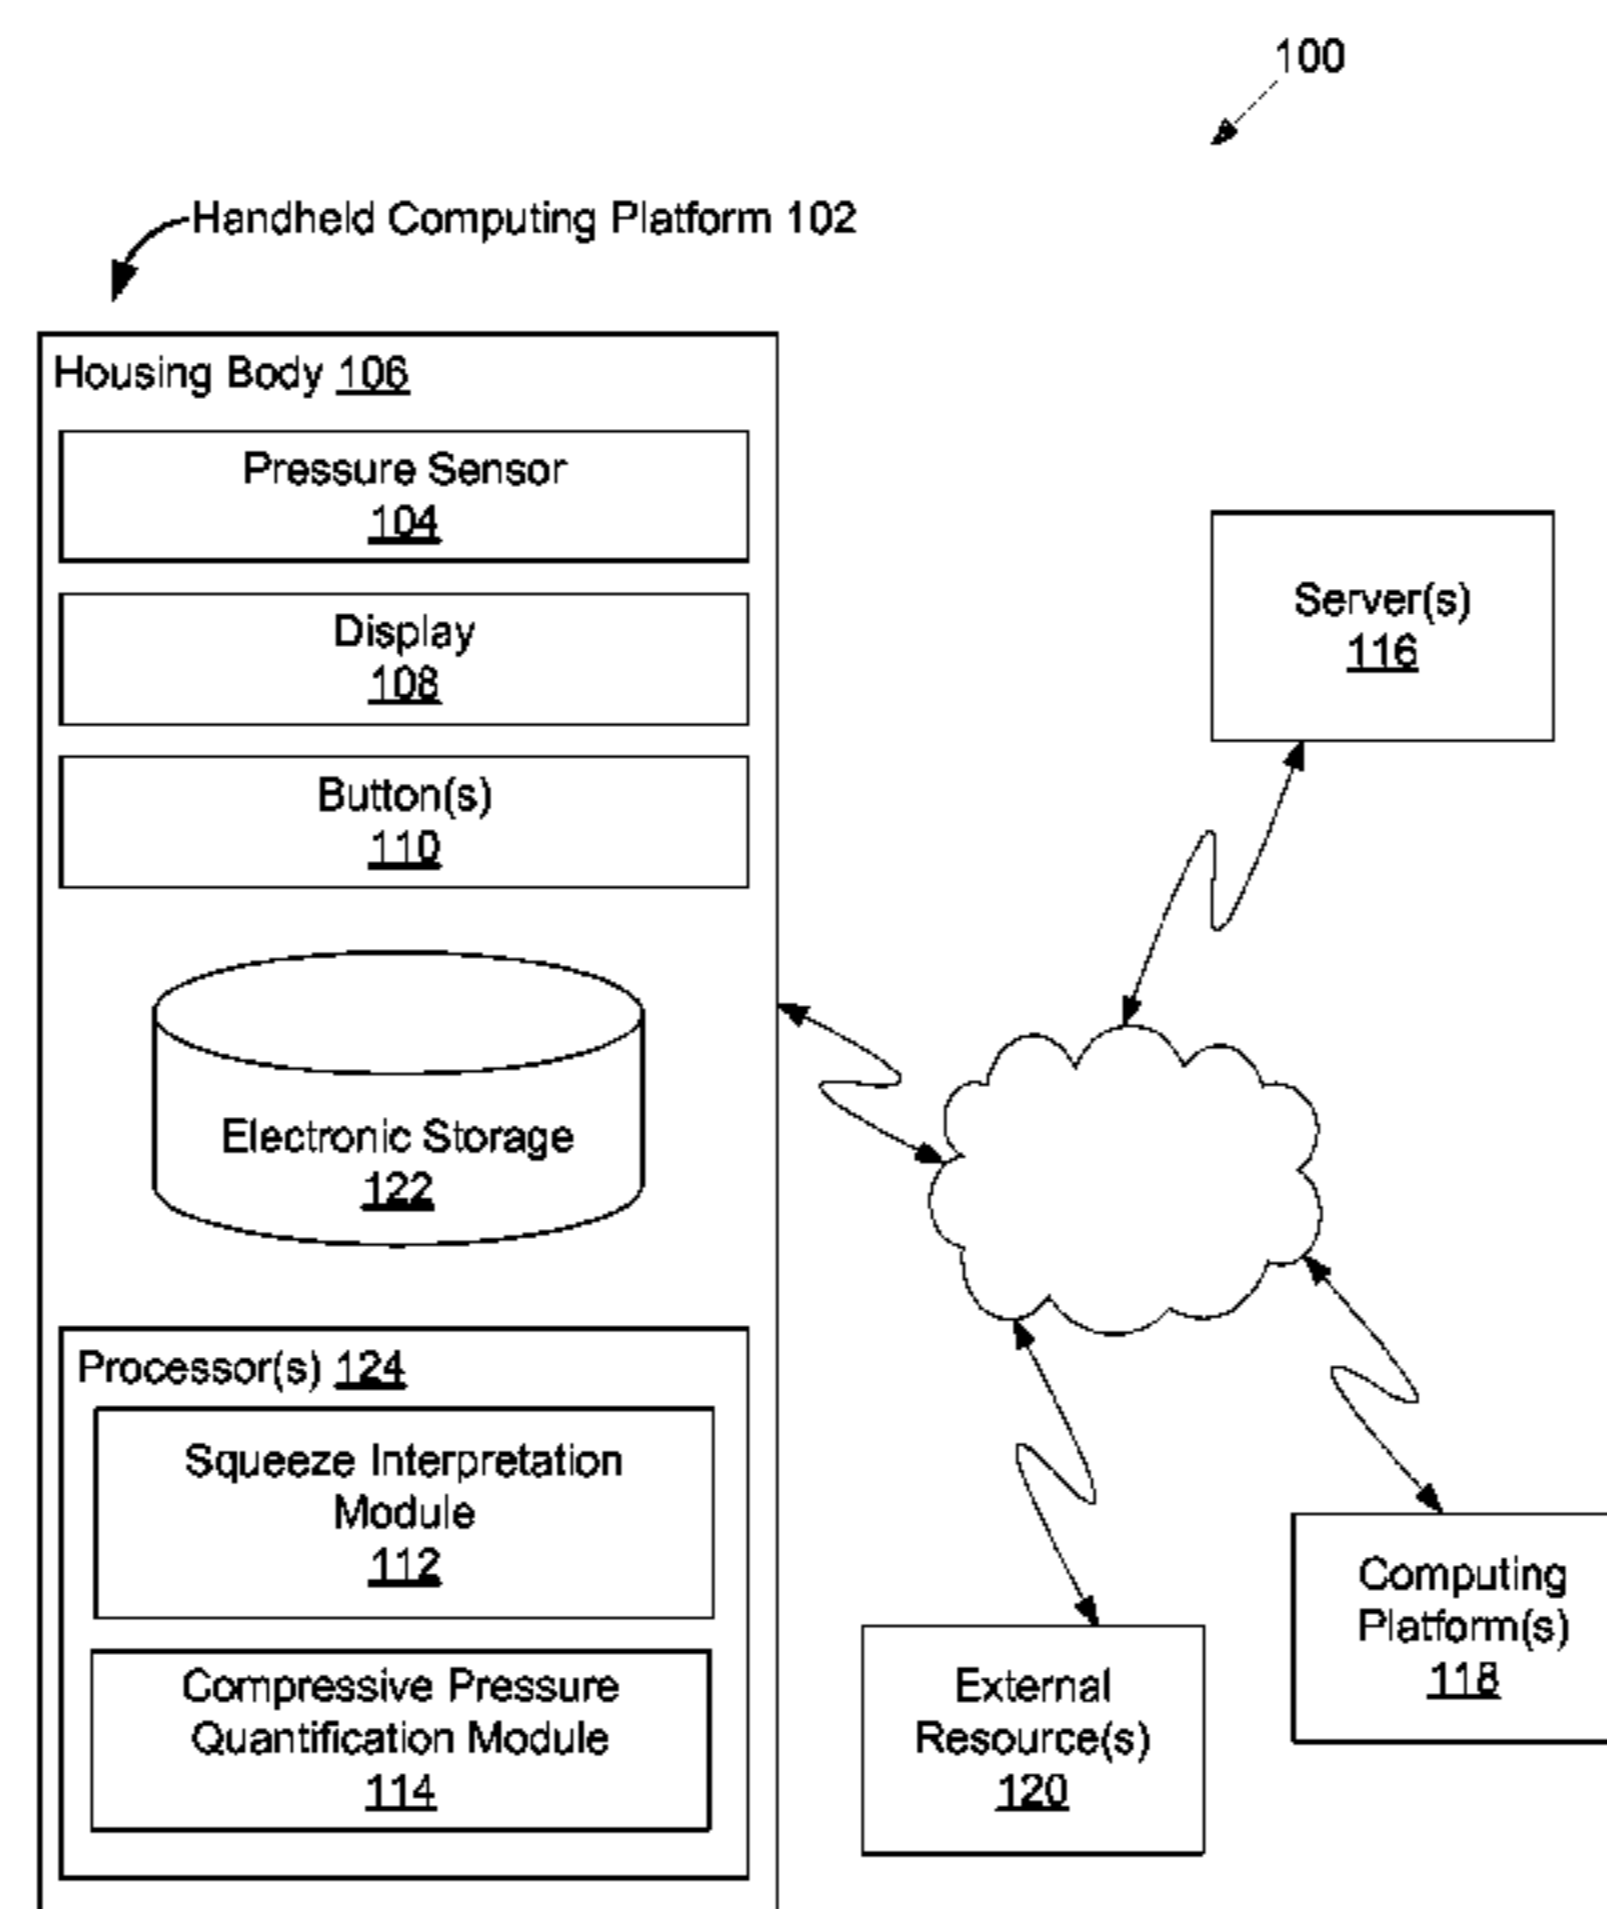 100
Handheld Computing Platform 102
Housing Body 106
Pressure Sensor
104
Display
108
Button(s)
110
Electronic Storage
122
Processor(s) 124
Squeeze Interpretation
Module
112
Compressive Pressure
Quantification Module
114
Server(s)
116
Computing
Platform(s)
118
External
Resource(s)
120